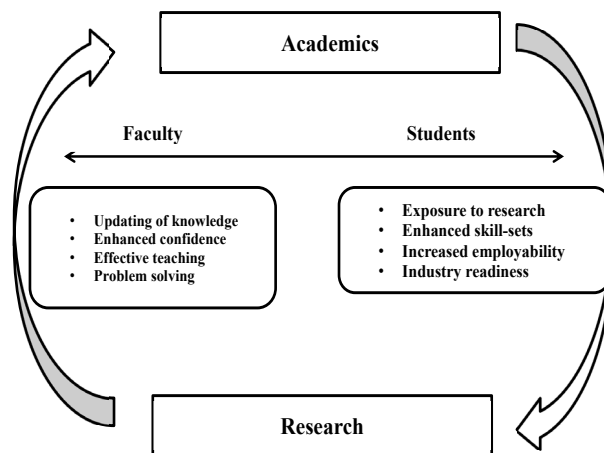 Academics
Faculty
Students
• Updating of knowledge
• Enhanced confidence
• Effective teaching
• Problem solving
• Exposure to research
• Enhanced skill-sets
• Increased employability
• Industry readiness
Research